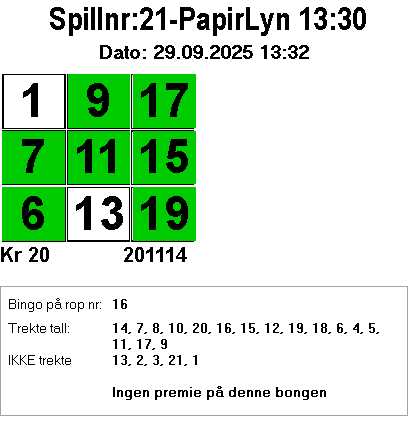 Spillnr:21-PapirLyn 13:30
Dato: 29.09.2025 13:32
1 9 17
7 11 15
6 13 19
Kr 20 201114
Bingo på rop nr: 16
Trekte tall: 14, 7, 8, 10, 20, 16, 15, 12, 19, 18, 6, 4, 5,
11, 17, 9
IKKE trekte 13, 2, 3, 21, 1
Ingen premie på denne bongen